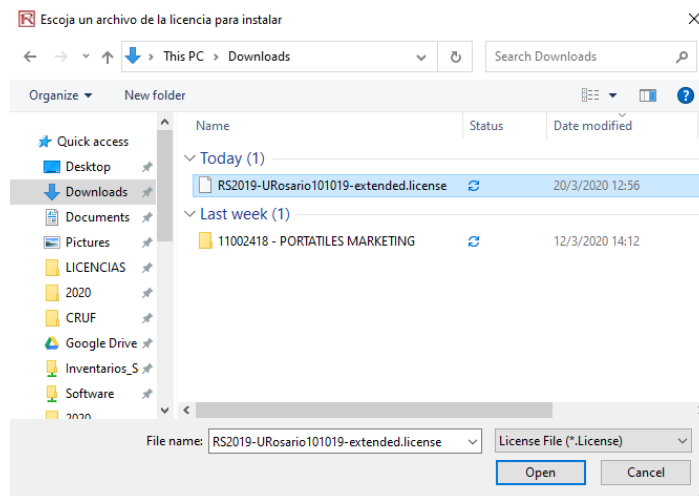 Escoja un archivo de la licencia para instalar
This PC > Downloads
Search Downloads
Organize
New folder
Name
Status
Date modified
Quick access
Desktop
Downloads
Documents
Pictures
LICENCIAS
2020
CRUF
Google Drive
Inventarios_S
Software
2020
Today (1)
RS2019-URosario101019-extended.license
20/3/2020 12:56
Last week (1)
11002418 - PORTATILES MARKETING
12/3/2020 14:12
File name: RS2019-URosario101019-extended.license
License File (*.License)
Open
Cancel